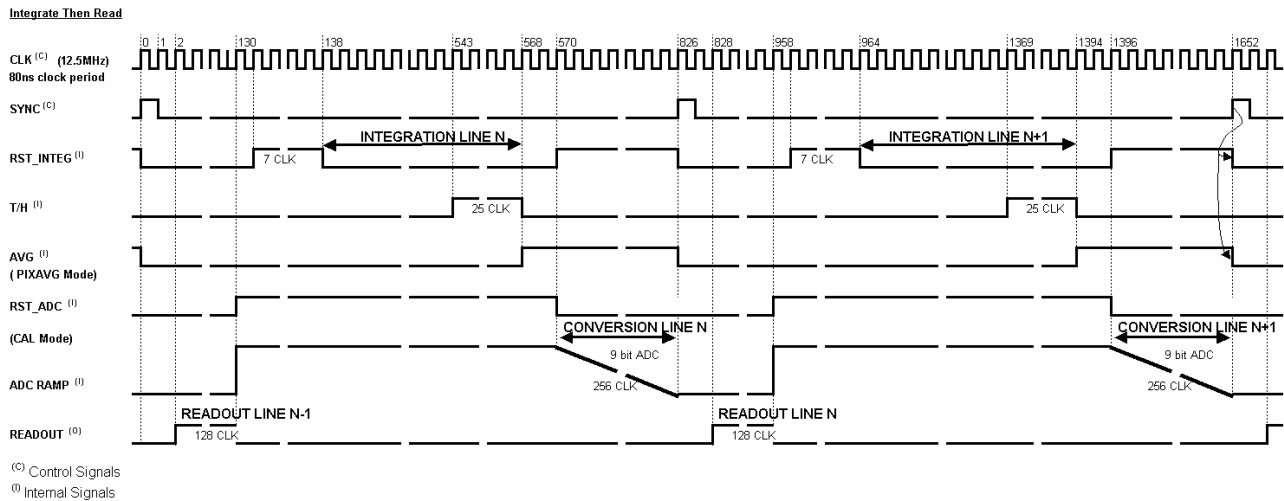 Integrate Then Read
0 1 2 130 138 543 568 570 826 828 958 964 1369 1394 1396 1652
CLK (C) (12.5MHz)
80ns clock period
SYNC (C)
INTEGRATION LINE N INTEGRATION LINE N+1
RST_INTEG (I)
7 CLK 7 CLK
T/H (I)
25 CLK 25 CLK
AVG (I)
( PIXAVG Mode)
RST_ADC (I)
CONVERSION LINE N CONVERSION LINE N+1
(CAL Mode)
9 bit ADC 9 bit ADC
ADC RAMP (I)
256 CLK 256 CLK
READOUT LINE N-1 READOUT LINE N
READOUT (O)
128 CLK 128 CLK
(C) Control Signals
(I) Internal Signals